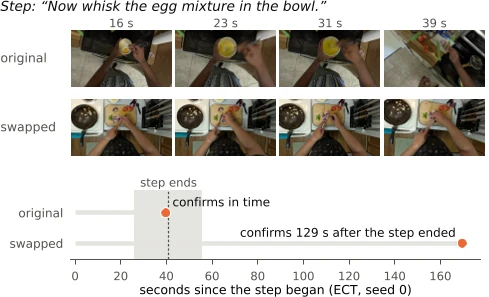 Step: “Now whisk the egg mixture in the bowl.”
16 s 23 s 31 s 39 s
original
swapped
step ends
original confirms in time
swapped confirms 129 s after the step ended
0 20 40 60 80 100 120 140 160
seconds since the step began (ECT, seed 0)